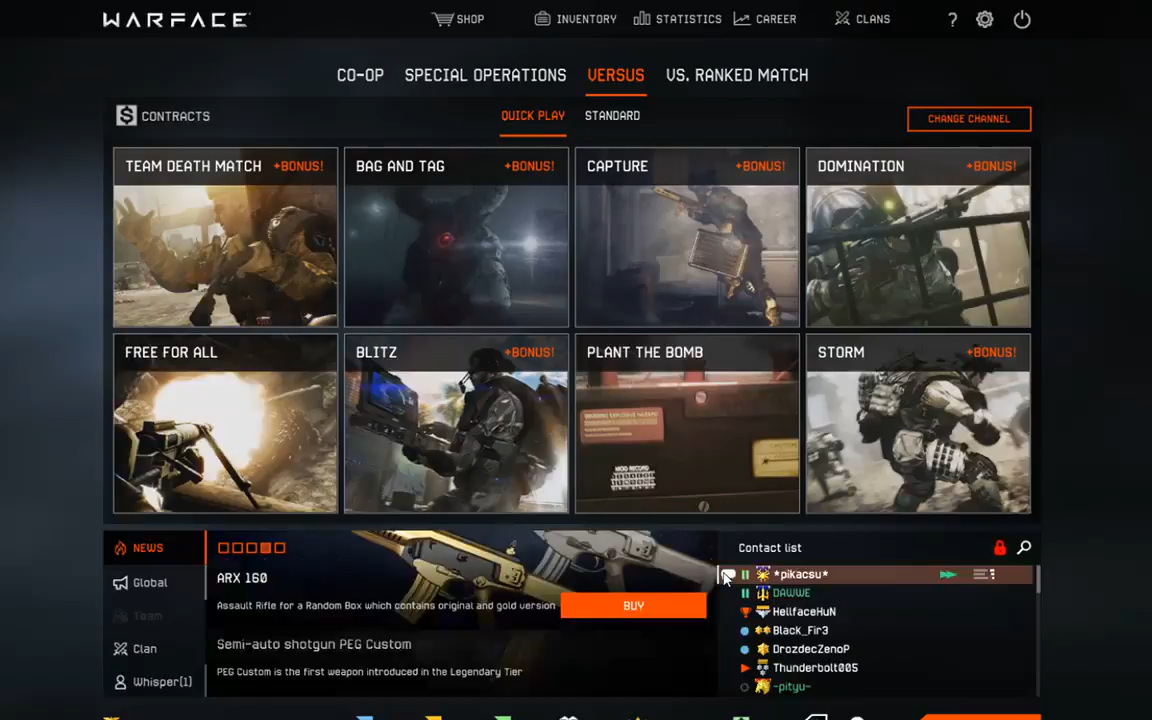 WARFACE
SHOP
INVENTORY
STATISTICS
CAREER
CLANS
?
CO-OP
SPECIAL OPERATIONS
VERSUS
VS. RANKED MATCH
CONTRACTS
QUICK PLAY
STANDARD
CHANGE CHANNEL
TEAM DEATH MATCH +BONUS!
BAG AND TAG +BONUS!
CAPTURE +BONUS!
DOMINATION +BONUS!
FREE FOR ALL
BLITZ +BONUS!
PLANT THE BOMB
STORM +BONUS!
MOD RECORD
NEWS
Global
Team
Clan
Whisper(1)
ARX 160
Assault Rifle for a Random Box which contains original and gold version
BUY
Semi-auto shotgun PEG Custom
PEG Custom is the first weapon introduced in the Legendary Tier
Contact list
*pikacsu*
DAWWE
HellfaceHuN
Black_Fir3
DrozdecZenoP
Thunderbolt005
-pityu-